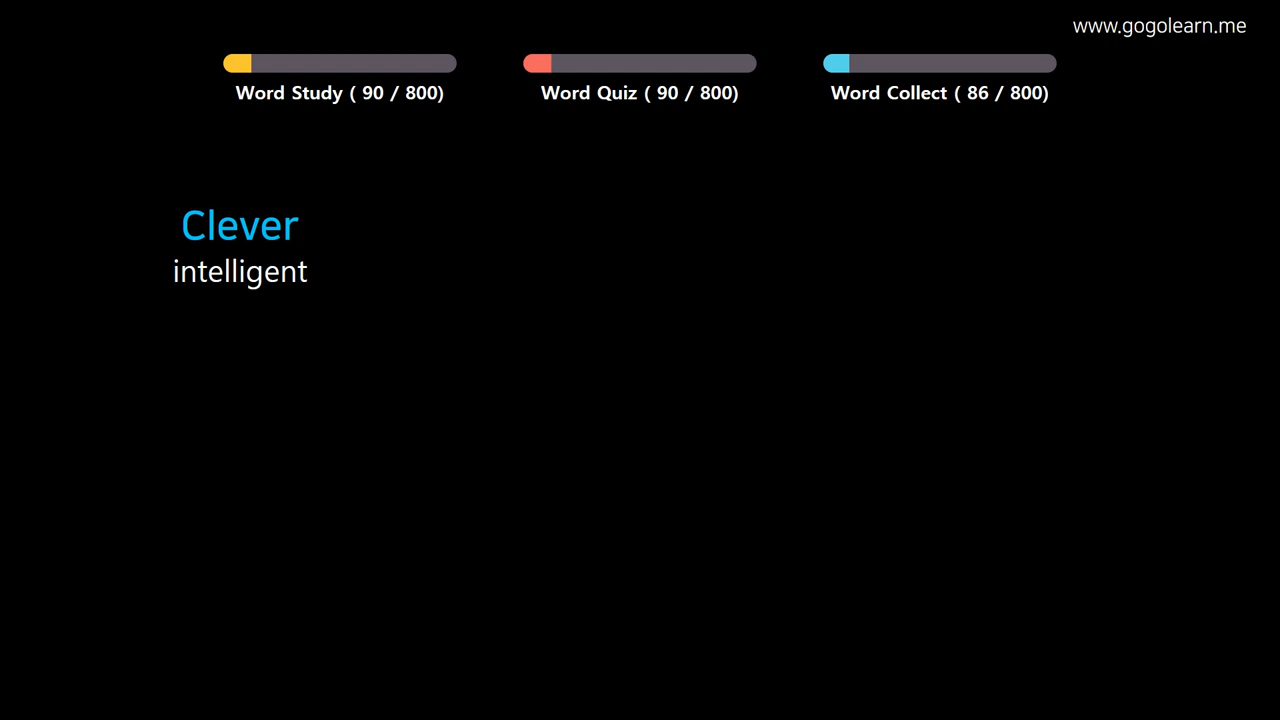 www.gogolearn.me
Word Study ( 90 / 800)
Word Quiz ( 90 / 800)
Word Collect ( 86 / 800)
Clever
intelligent